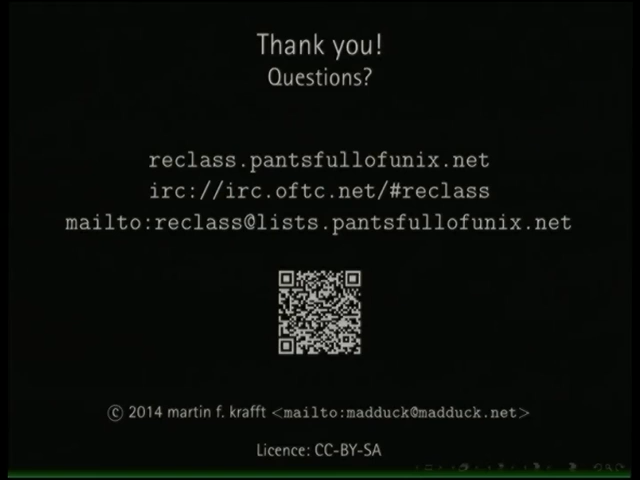 Thank you!
Questions?
reclass.pantsfullofunix.net
irc://irc.oftc.net/#reclass
mailto:reclass@lists.pantsfullofunix.net
© 2014 martin f. krafft <mailto:madduck@madduck.net>
Licence: CC-BY-SA